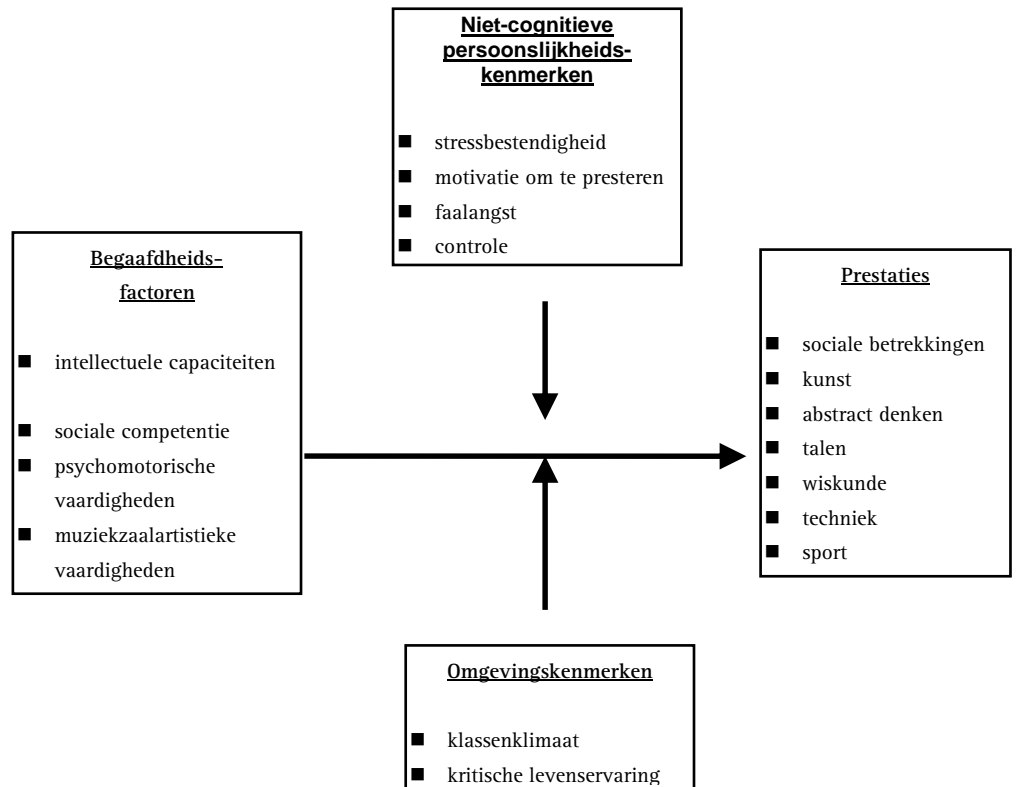 Niet-cognitieve
persoonslijkheids-
kenmerken
■ stressbestendigheid
■ motivatie om te presteren
■ faalangst
■ controle
Begaafdheids-
factoren
■ intellectuele capaciteiten
■ sociale competentie
■ psychomotorische
vaardigheden
■ muziekzaalartistieke
vaardigheden
Prestaties
■ sociale betrekkingen
■ kunst
■ abstract denken
■ talen
■ wiskunde
■ techniek
■ sport
Omgevingskenmerken
■ klassenklimaat
■ kritische levenservaring